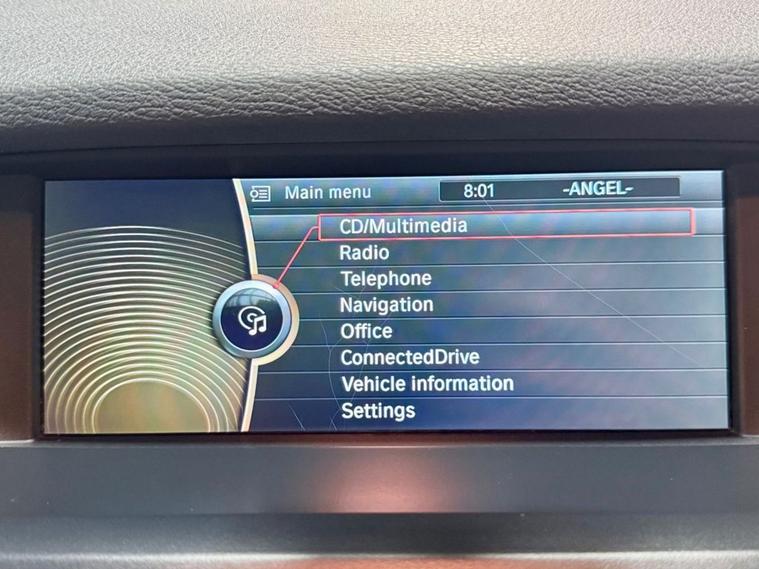 Main menu 8:01 -ANGEL-
CD/Multimedia
Radio
Telephone
Navigation
Office
ConnectedDrive
Vehicle information
Settings